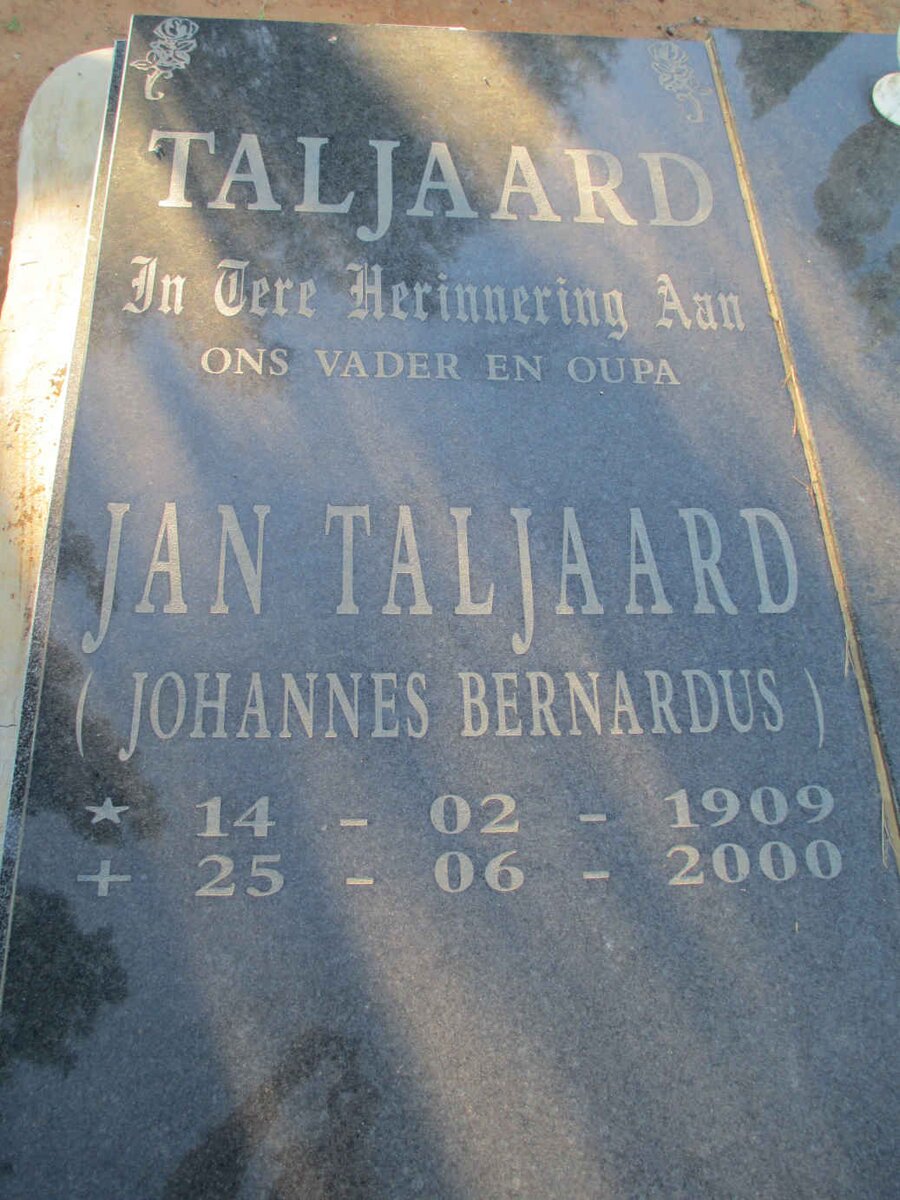 TALJAARD
In Tere Herinnering Aan
ONS VADER EN OUPA
JAN TALJAARD
( JOHANNES BERNARDUS )
★ 14 - 02 - 1909
+ 25 - 06 - 2000